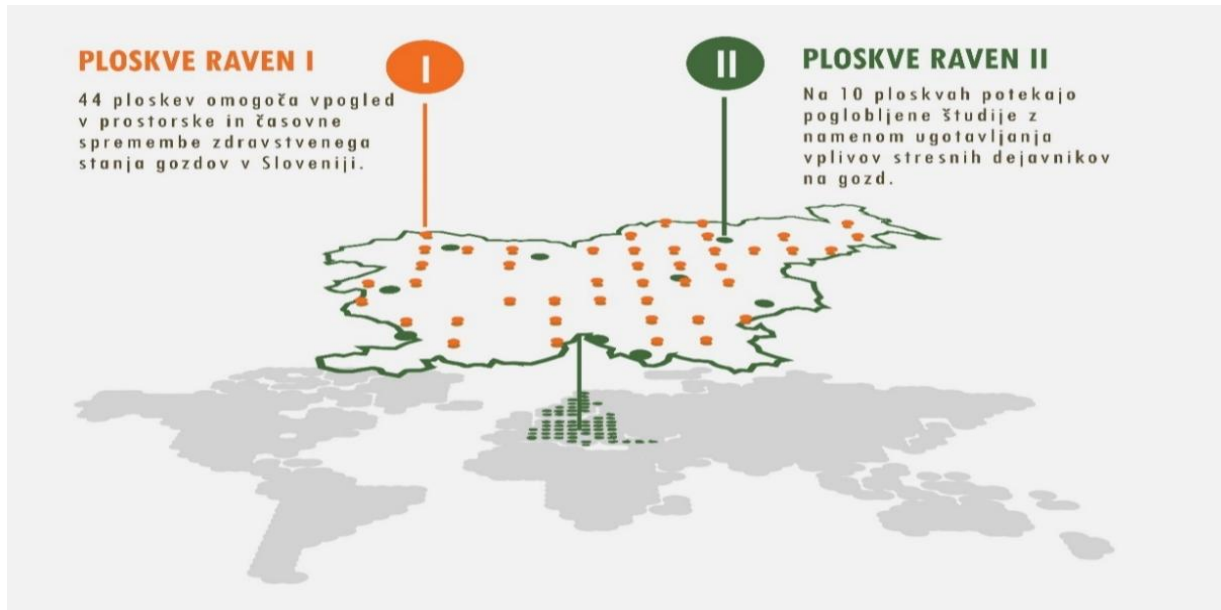 PLOSKVE RAVEN I
44 ploskev omogoča vpogled
v prostorske in časovne
spremembe zdravstvenega
stanja gozdov v Sloveniji.
I
II
PLOSKVE RAVEN II
Na 10 ploskvah potekajo
poglobljene študije z
namenom ugotavljanja
vplivov stresnih dejavnikov
na gozd.